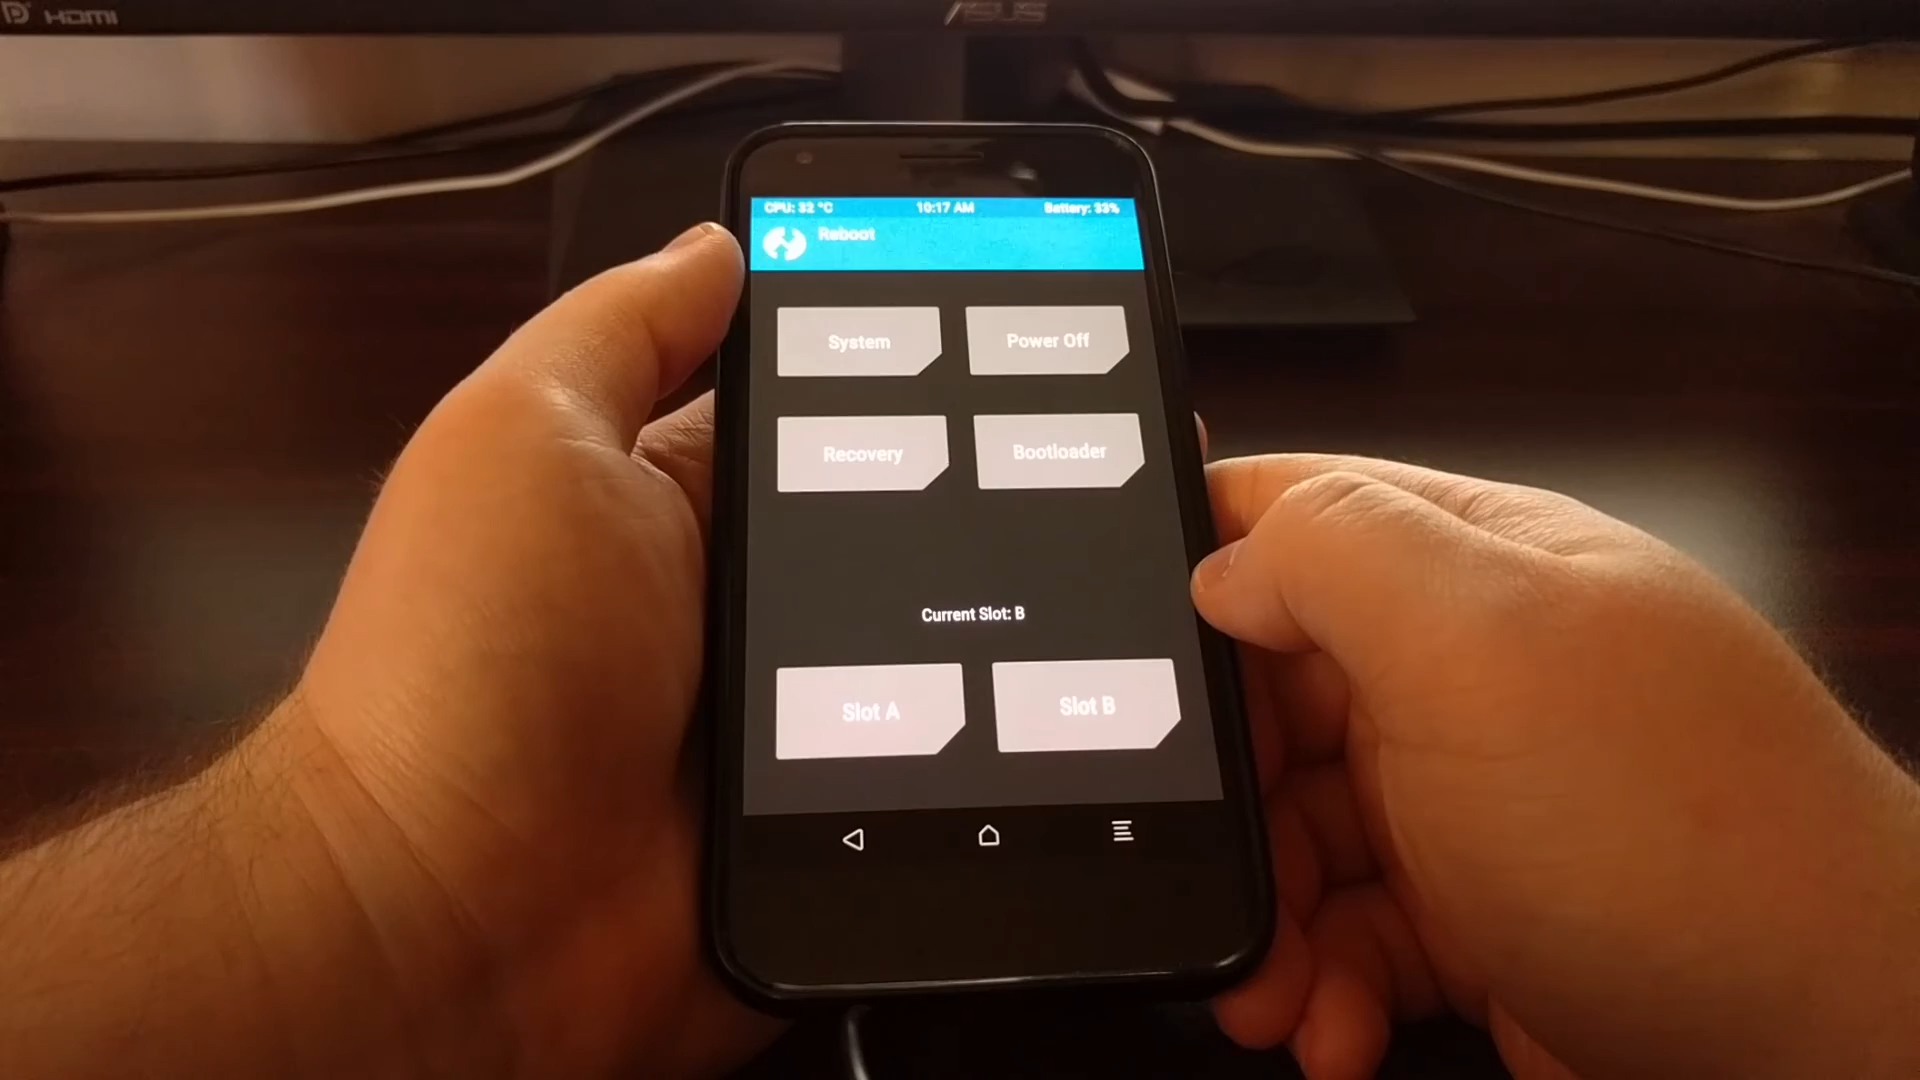 HDMI
ASUS
CPU: 32 °C 10:17 AM Battery: 33%
Reboot
System Power Off
Recovery Bootloader
Current Slot: B
Slot A Slot B